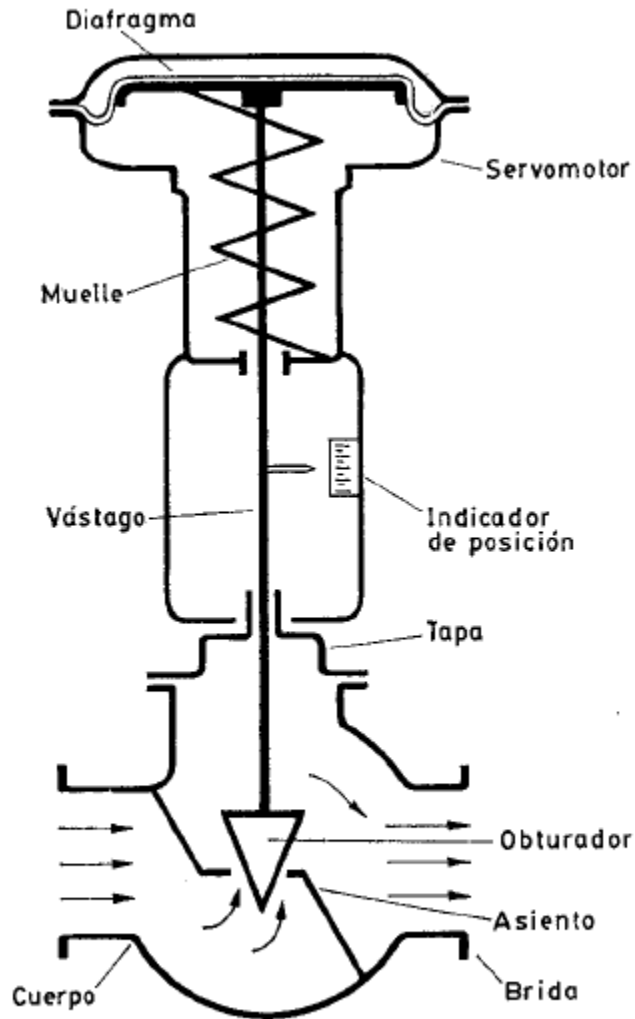 Diafragma
Servomotor
Muelle
Vástago
Indicador
de posición
Tapa
Obturador
Asiento
Cuerpo
Brida